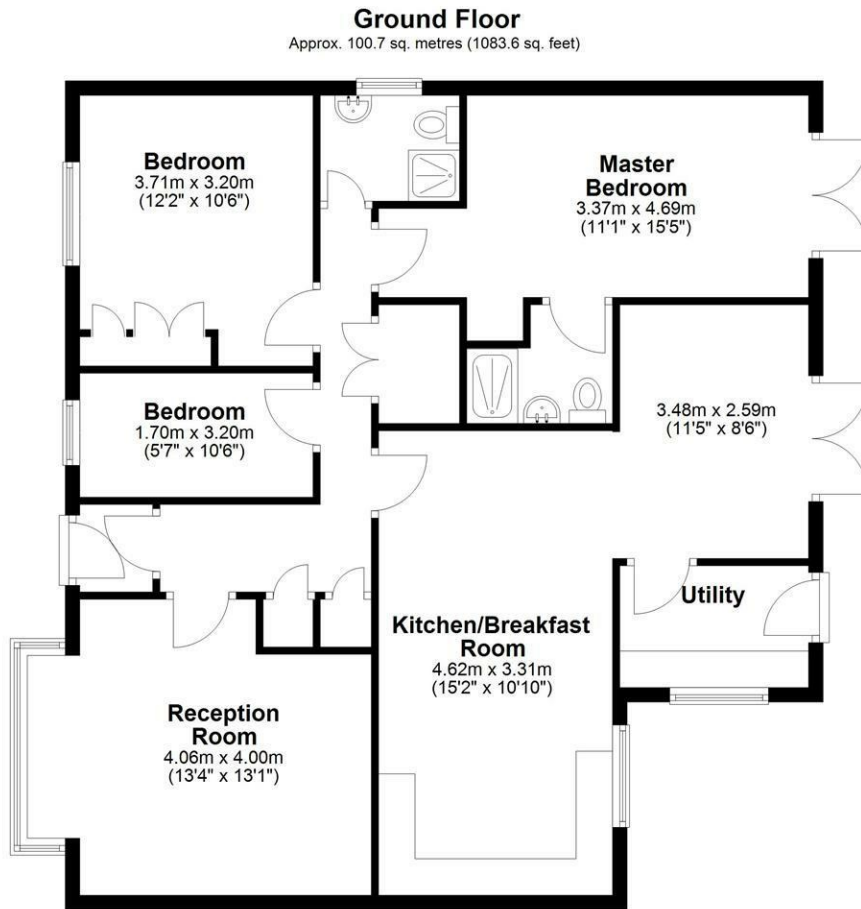 Ground Floor
Approx. 100.7 sq. metres (1083.6 sq. feet)
Bedroom
3.71m x 3.20m
(12'2" x 10'6")
Master
Bedroom
3.37m x 4.69m
(11'1" x 15'5")
Bedroom
1.70m x 3.20m
(5'7" x 10'6")
3.48m x 2.59m
(11'5" x 8'6")
Utility
Kitchen/Breakfast
Room
4.62m x 3.31m
(15'2" x 10'10")
Reception
Room
4.06m x 4.00m
(13'4" x 13'1")